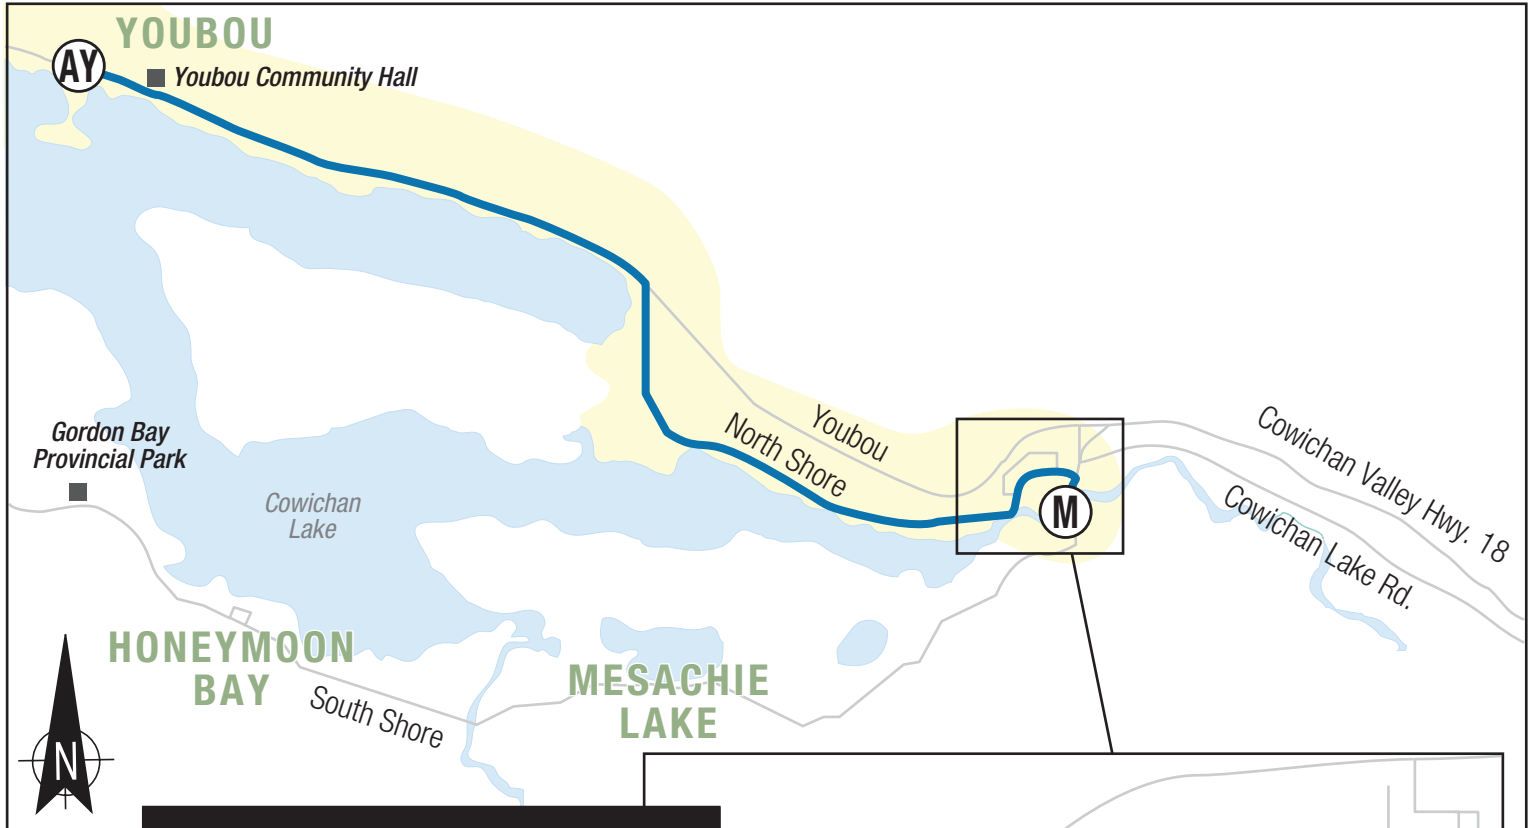 YOUBOU
AY
Youbou Community Hall
Gordon Bay
Provincial Park
Cowichan
Lake
North Shore
Youbou
M
Cowichan Valley Hwy. 18
Cowichan Lake Rd.
HONEYMOON
BAY
South Shore
MESACHIE
LAKE
N